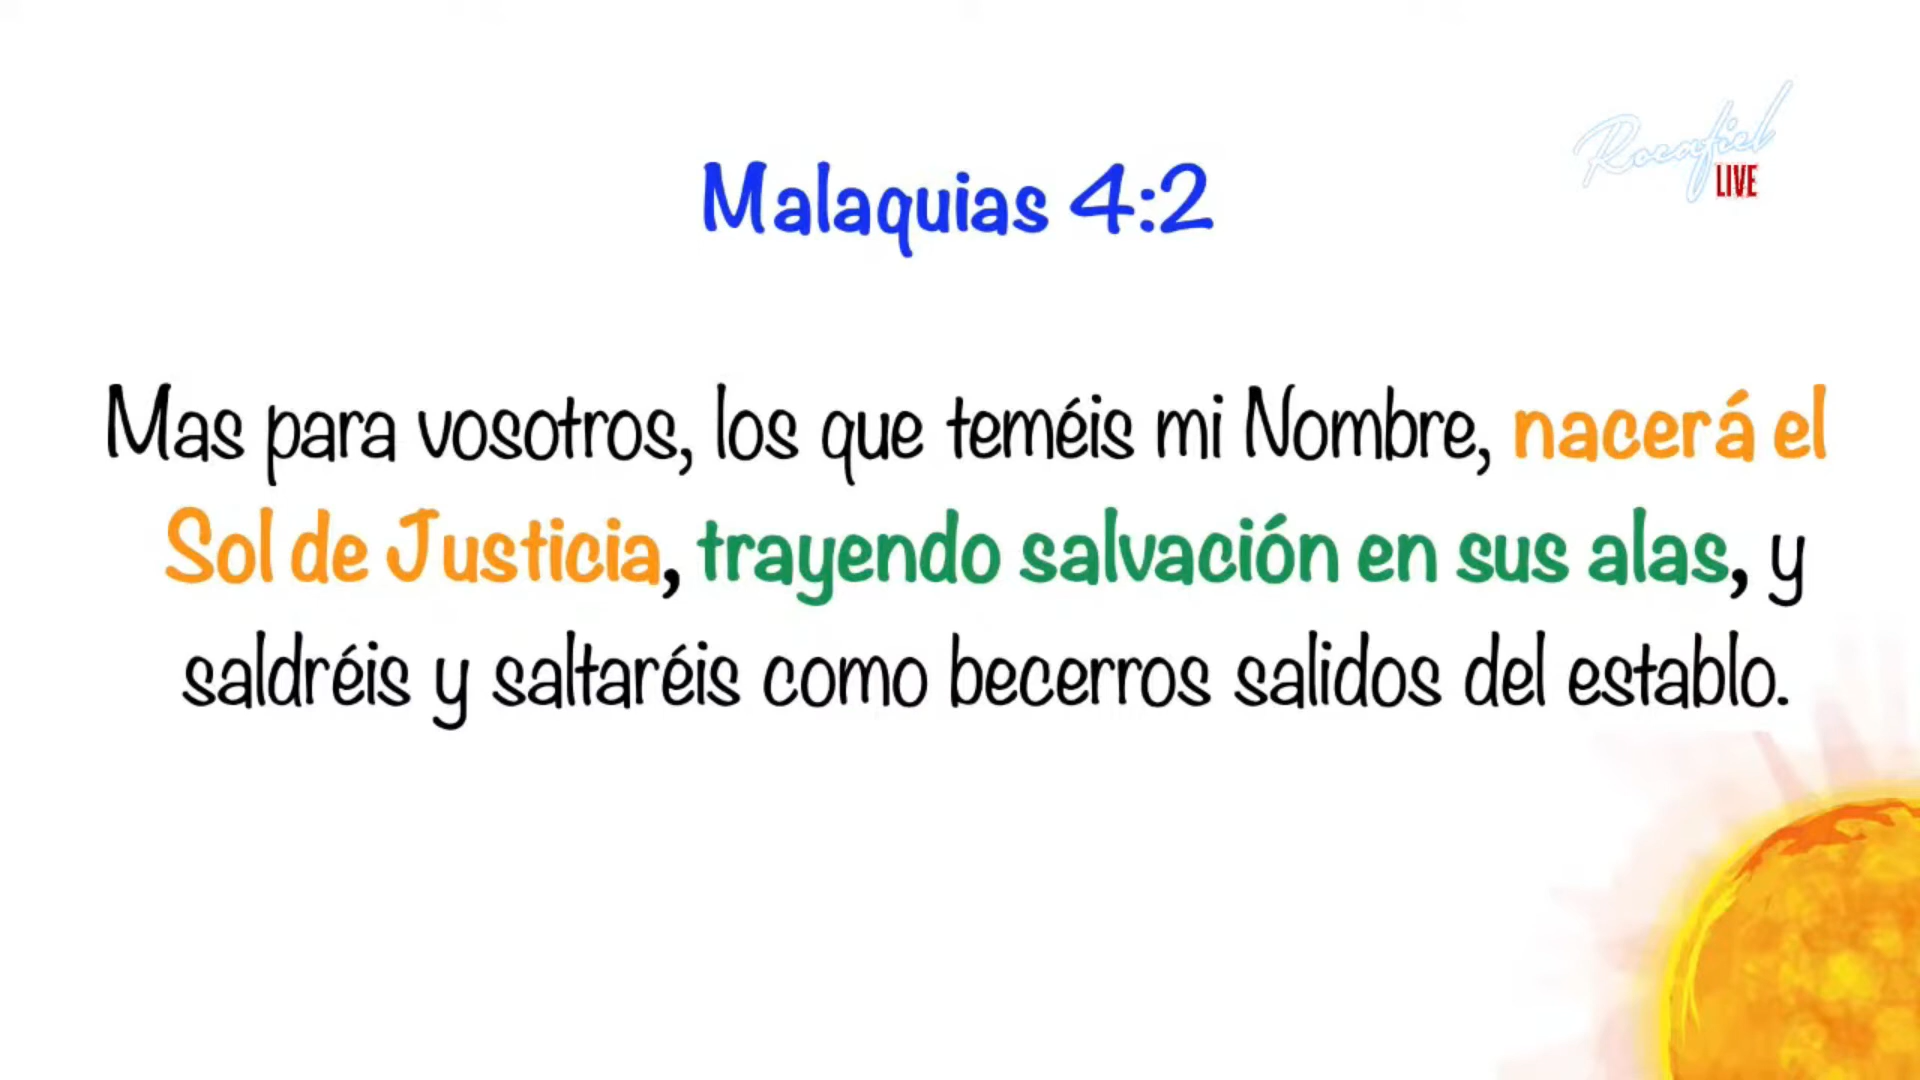 Rocafiel
LIVE
Malaquias 4:2
Mas para vosotros, los que teméis mi Nombre, nacerá el
Sol de Justicia, trayendo salvación en sus alas, y
saldréis y saltaréis como becerros salidos del establo.